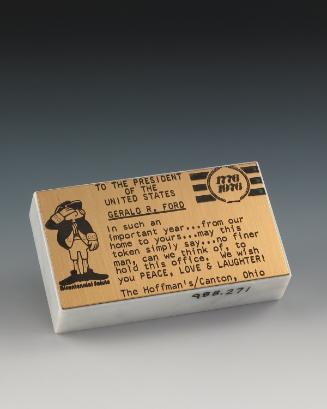 TO THE PRESIDENT
OF THE
UNITED STATES
GERALD R. FORD
1776
1976
In such an
important year...from our
home to yours...may this
token simply say...no finer
man, can we think of, to
hold this office. We wish
you PEACE, LOVE & LAUGHTER!
The Hoffman's/Canton, Ohio
Bicentennial Salute
988.271